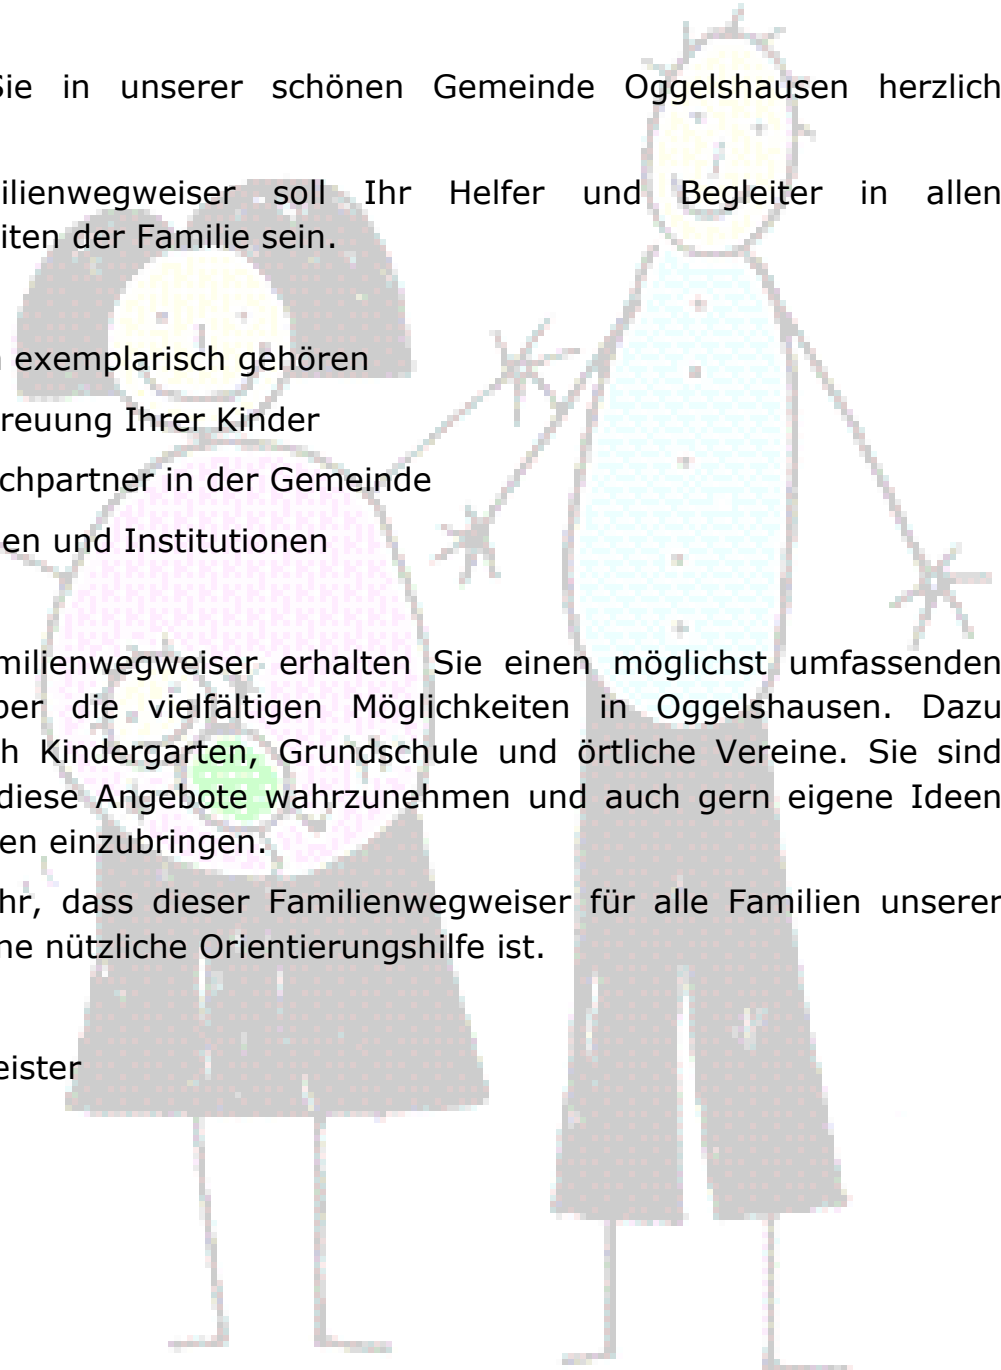 Sie in unserer schönen Gemeinde Oggelshausen herzlich
ilienwegweiser soll Ihr Helfer und Begleiter in allen
iten der Familie sein.
exemplarisch gehören
reuung Ihrer Kinder
chpartner in der Gemeinde
en und Institutionen
milienwegweiser erhalten Sie einen möglichst umfassenden
ber die vielfältigen Möglichkeiten in Oggelshausen. Dazu
h Kindergarten, Grundschule und örtliche Vereine. Sie sind
diese Angebote wahrzunehmen und auch gern eigene Ideen
en einzubringen.
hr, dass dieser Familienwegweiser für alle Familien unserer
ne nützliche Orientierungshilfe ist.
eister